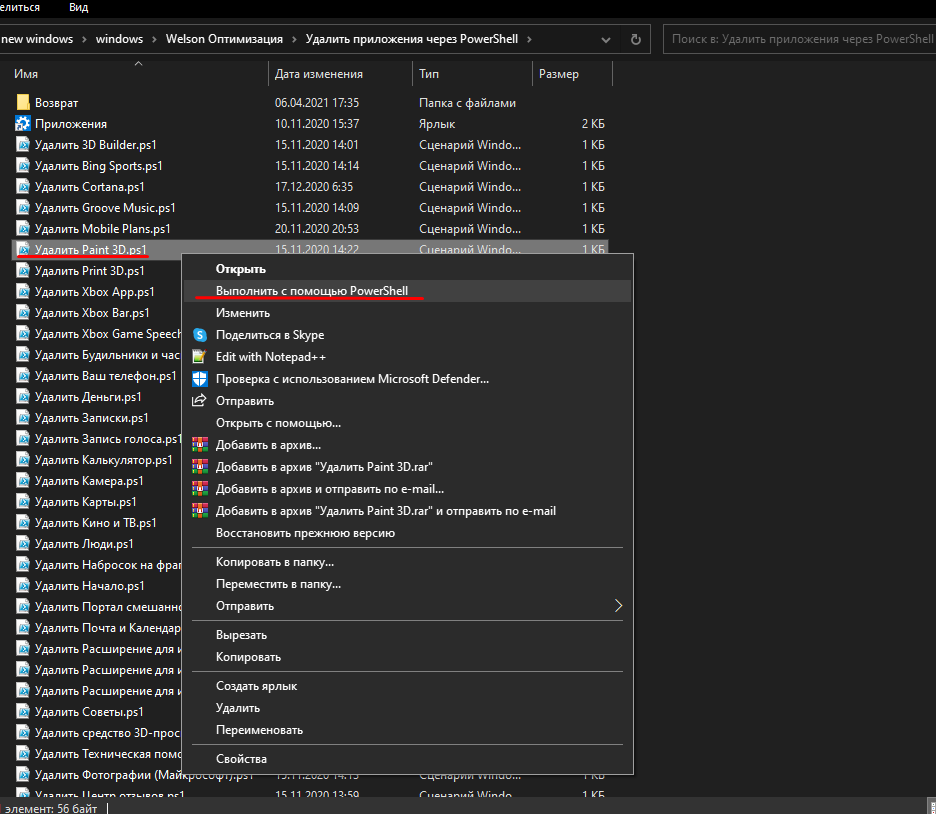 елиться Вид
new windows windows Welson Оптимизация Удалить приложения через PowerShell Поиск в: Удалить приложения через PowerShell
Имя Дата изменения Тип Размер
Возврат 06.04.2021 17:35 Папка с файлами
Приложения 10.11.2020 15:37 Ярлык 2 КБ
Удалить 3D Builder.ps1 15.11.2020 14:01 Сценарий Windo... 1 КБ
Удалить Bing Sports.ps1 15.11.2020 14:14 Сценарий Windo... 1 КБ
Удалить Cortana.ps1 17.12.2020 6:35 Сценарий Windo... 1 КБ
Удалить Groove Music.ps1 15.11.2020 14:09 Сценарий Windo... 1 КБ
Удалить Mobile Plans.ps1 20.11.2020 20:53 Сценарий Windo... 1 КБ
Удалить Paint 3D.ps1 15.11.2020 14:22 Сценарий Windo... 1 КБ
Удалить Print 3D.ps1
Удалить Xbox App.ps1
Удалить Xbox Bar.ps1
Удалить Xbox Game Speech
Удалить Будильники и час
Удалить Ваш телефон.ps1
Удалить Деньги.ps1
Удалить Записки.ps1
Удалить Запись голоса.ps1
Удалить Калькулятор.ps1
Удалить Камера.ps1
Удалить Карты.ps1
Удалить Кино и ТВ.ps1
Удалить Люди.ps1
Удалить Набросок на фраг
Удалить Начало.ps1
Удалить Портал смешанно
Удалить Почта и Календар
Удалить Расширение для и
Удалить Расширение для и
Удалить Расширение для и
Удалить Советы.ps1
Удалить средство 3D-прос
Удалить Техническая помо
Удалить Фотографии (Майкрософт).ps1 15.11.2020 14:13 Сценарий Windo... 1 КБ
Удалить Центр отзывов.ps1 15.11.2020 13:59 Сценарий Windo... 1 КБ
Открыть
Выполнить с помощью PowerShell
Изменить
Поделиться в Skype
Edit with Notepad++
Проверка с использованием Microsoft Defender...
Отправить
Открыть с помощью...
Добавить в архив...
Добавить в архив "Удалить Paint 3D.rar"
Добавить в архив и отправить по e-mail...
Добавить в архив "Удалить Paint 3D.rar" и отправить по e-mail
Восстановить прежнюю версию
Копировать в папку...
Переместить в папку...
Отправить
Вырезать
Копировать
Создать ярлык
Удалить
Переименовать
Свойства
элемент: 56 байт